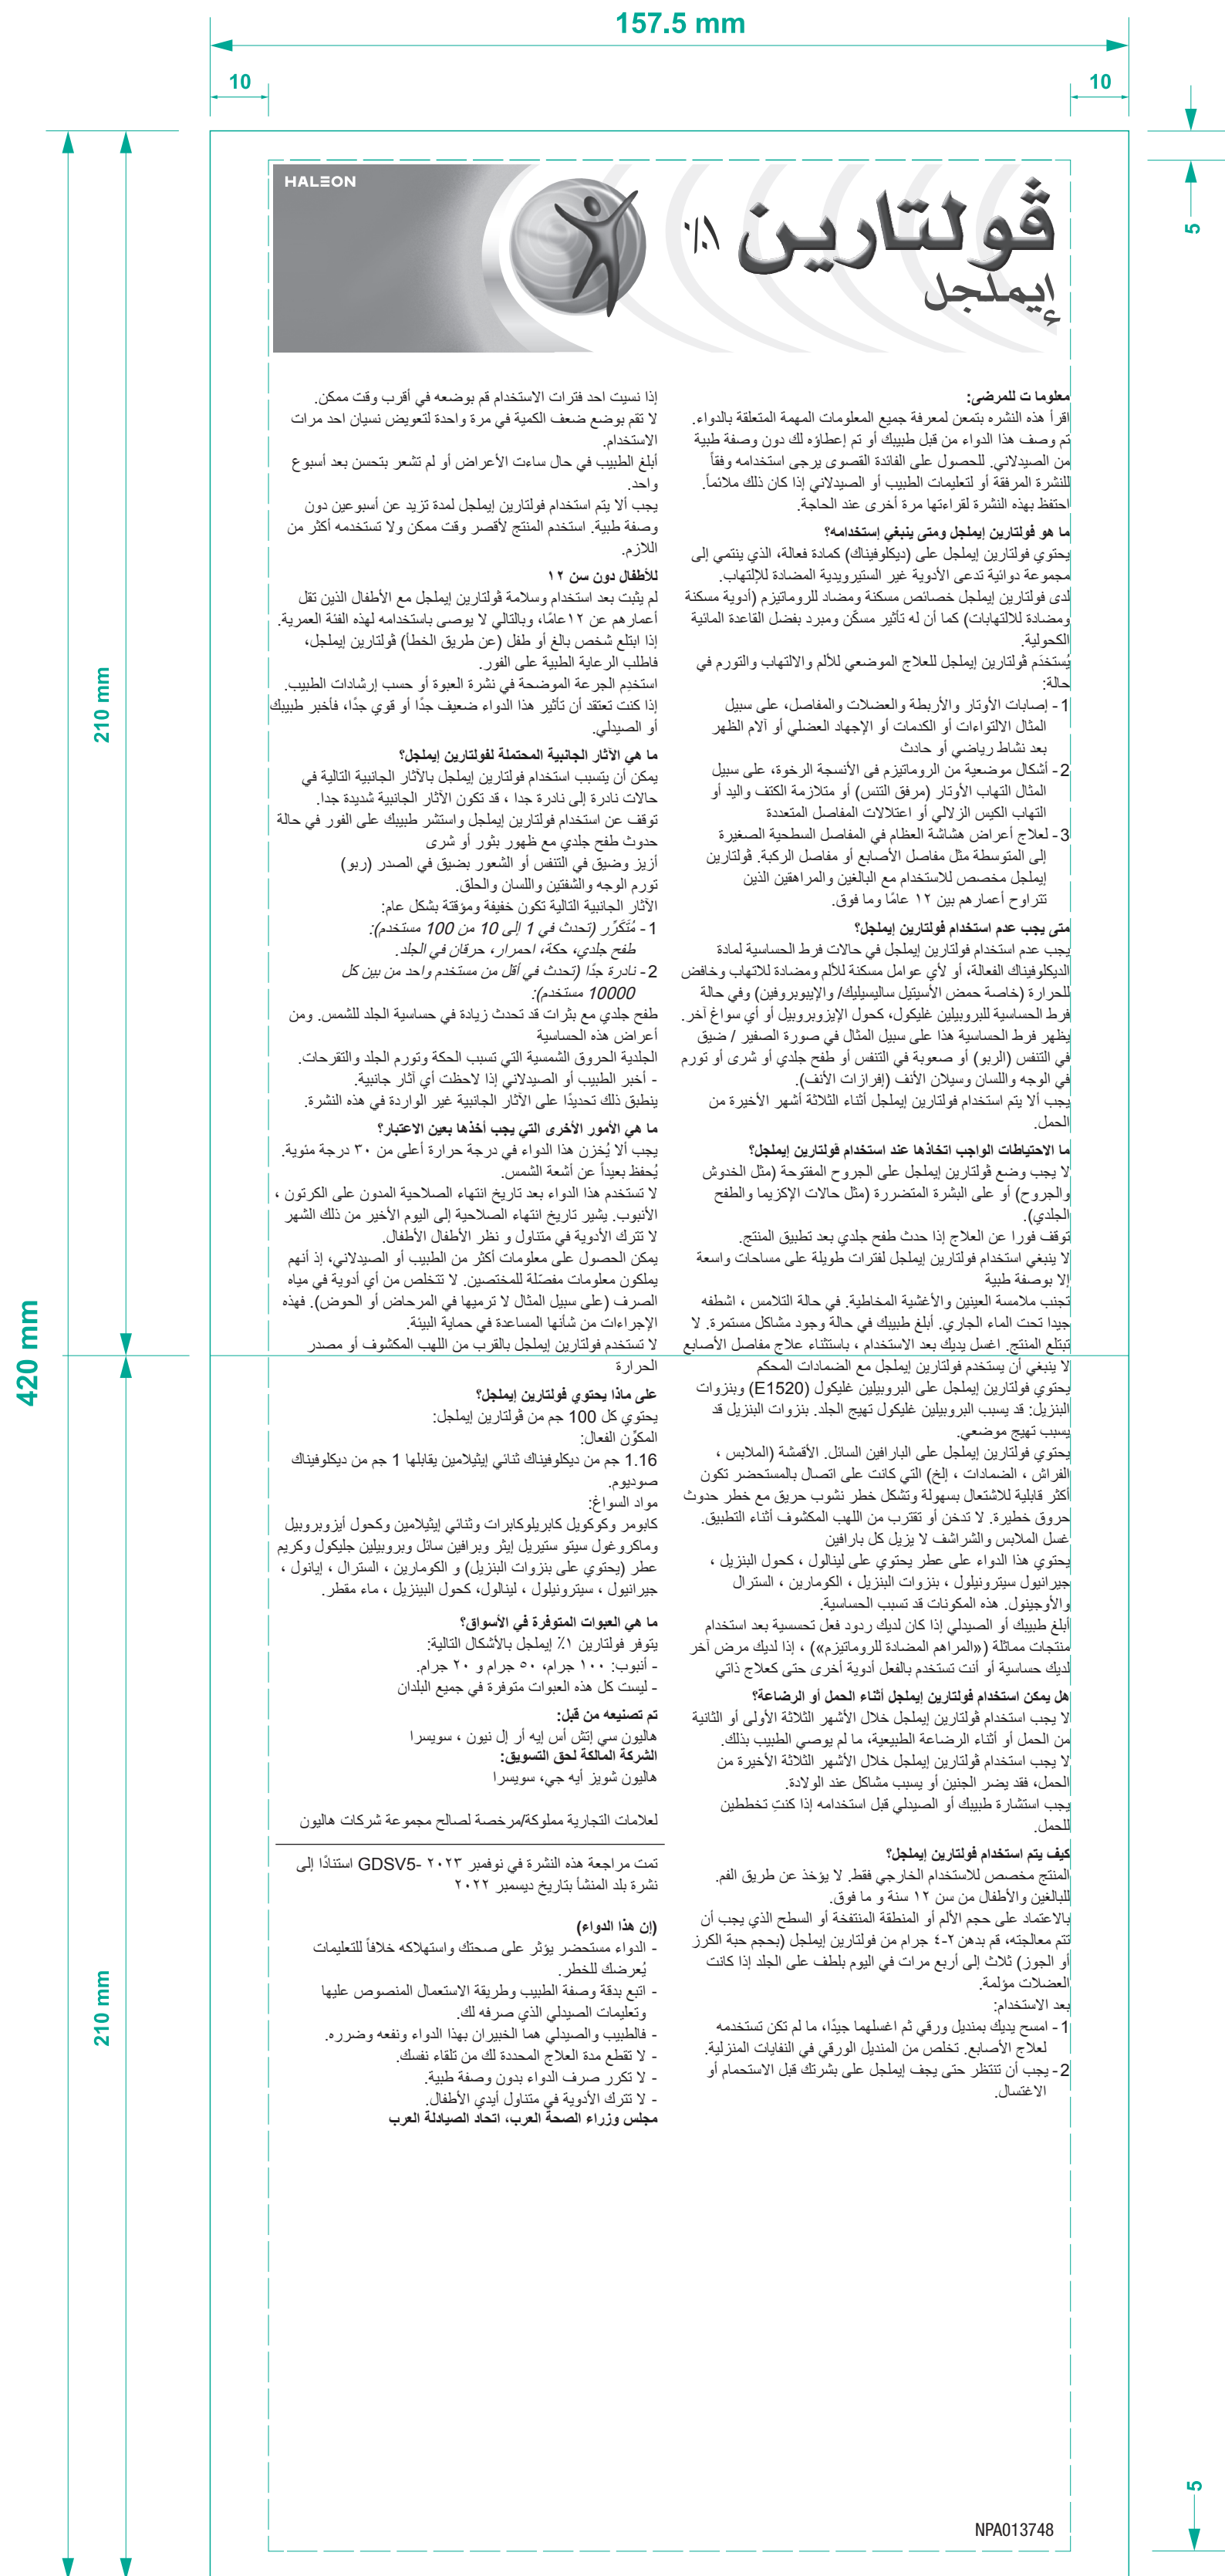 157.5 mm
10
10
5
5
210 mm
420 mm
210 mm
5
HALEON
ڤولتارين ١٪
إيملجل
معلوما ت للمرضى:
اقرأ هذه النشره بتمعن لمعرفة جميع المعلومات المهمة المتعلقة بالدواء.
تم وصف هذا الدواء من قبل طبيبك أو تم إعطاؤه لك دون وصفة طبية
من الصيدلاني. للحصول على الفائدة القصوى يرجى استخدامه وفقاً
للنشرة المرفقة أو لتعليمات الطبيب أو الصيدلاني إذا كان ذلك ملائماً.
احتفظ بهذه النشرة لقراءتها مرة أخرى عند الحاجة.
ما هو فولتارين إيملجل ومتى ينبغي إستخدامه؟
يحتوي فولتارين إيملجل على (ديكلوفيناك) كمادة فعالة، الذي ينتمي إلى
مجموعة دوائية تدعى الأدوية غير الستيرويدية المضادة للإلتهاب.
لدى فولتارين إيملجل خصائص مسكنة ومضاد للروماتيزم (أدوية مسكنة
ومضادة للالتهابات) كما أن له تأثير مسكّن ومبرد بفضل القاعدة المائية
الكحولية.
يُستخدَم ڤولتارين إيملجل للعلاج الموضعي للألم والالتهاب والتورم في
حالة:
1- إصابات الأوتار والأربطة والعضلات والمفاصل، على سبيل
المثال الالتواءات أو الكدمات أو الإجهاد العضلي أو آلام الظهر
بعد نشاط رياضي أو حادث
2- أشكال موضعية من الروماتيزم فى الأنسجة الرخوة، على سبيل
المثال التهاب الأوتار (مرفق التنس) أو متلازمة الكتف واليد أو
التهاب الكيس الزلالي أو اعتلالات المفاصل المتعددة
3- لعلاج أعراض هشاشة العظام في المفاصل السطحية الصغيرة
إلى المتوسطة مثل مفاصل الأصابع أو مفاصل الركبة. ڤولتارين
إيملجل مخصص للاستخدام مع البالغين والمراهقين الذين
تتراوح أعمارهم بين ١٢ عامًا وما فوق.
متى يجب عدم استخدام فولتارين إيملجل؟
يجب عدم استخدام فولتارين إيملجل في حالات فرط الحساسية لمادة
الديكلوفيناك الفعالة، أو لأي عوامل مسكنة للألم ومضادة للاتهاب وخافض
للحرارة (خاصة حمض الأسيتيل ساليسيليك/ والإيبوبروفين) وفي حالة
فرط الحساسية للبروبيلين غليكول، كحول الإيزوبروبيل أو أي سواغ آخر.
يظهر فرط الحساسية هذا على سبيل المثال في صورة الصفير / ضيق
في التنفس (الربو) أو صعوبة في التنفس أو طفح جلدي أو شرى أو تورم
في الوجه واللسان وسيلان الأنف (إفرازات الأنف).
يجب ألا يتم استخدام فولتارين إيملجل أثناء الثلاثة أشهر الأخيرة من
الحمل.
ما الاحتياطات الواجب اتخاذها عند استخدام فولتارين إيملجل؟
لا يجب وضع ڤولتارين إيملجل على الجروح المفتوحة (مثل الخدوش
والجروح) أو على البشرة المتضررة (مثل حالات الإكزيما والطفح
الجلدي).
توقف فورا عن العلاج إذا حدث طفح جلدي بعد تطبيق المنتج.
لا ينبغي استخدام فولتارين إيملجل لفترات طويلة على مساحات واسعة
إلا بوصفة طبية
تجنب ملامسة العينين والأغشية المخاطية. في حالة التلامس ، اشطفه
جيدا تحت الماء الجاري. أبلغ طبيبك في حالة وجود مشاكل مستمرة. لا
تبتلع المنتج. اغسل يديك بعد الاستخدام ، باستثناء علاج مفاصل الأصابع
لا ينبغي أن يستخدم فولتارين إيملجل مع الضمادات المحكم
يحتوي فولتارين إيملجل على البروبيلين غليكول (E1520) وبنزوات
البنزيل: قد يسبب البروبيلين غليكول تهيج الجلد. بنزوات البنزيل قد
يسبب تهيج موضعي.
يحتوي فولتارين إيملجل على البارافين السائل. الأقمشة (الملابس ،
الفراش ، الضمادات ، إلخ) التي كانت على اتصال بالمستحضر تكون
أكثر قابلية للاشتعال بسهولة وتشكل خطر نشوب حريق مع خطر حدوث
حروق خطيرة. لا تدخن أو تقترب من اللهب المكشوف أثناء التطبيق.
غسل الملابس والشراشف لا يزيل كل بارافين
يحتوي هذا الدواء على عطر يحتوي على لينالول ، كحول البنزيل ،
جيرانيول سيترونيلول ، بنزوات البنزيل ، الكومارين ، السترال
والأوجينول. هذه المكونات قد تسبب الحساسية.
أبلغ طبيبك أو الصيدلي إذا كان لديك ردود فعل تحسسية بعد استخدام
منتجات مماثلة («المراهم المضادة للروماتيزم») ، إذا لديك مرض آخر
لديك حساسية أو أنت تستخدم بالفعل أدوية أخرى حتى كعلاج ذاتي
هل يمكن استخدام فولتارين إيملجل أثناء الحمل أو الرضاعة؟
لا يجب استخدام ڤولتارين إيملجل خلال الأشهر الثلاثة الأولى أو الثانية
من الحمل أو أثناء الرضاعة الطبيعية، ما لم يوصي الطبيب بذلك.
لا يجب استخدام ڤولتارين إيملجل خلال الأشهر الثلاثة الأخيرة من
الحمل، فقد يضر الجنين أو يسبب مشاكل عند الولادة.
يجب استشارة طبيبك أو الصيدلي قبل استخدامه إذا كنتِ تخططين
للحمل.
كيف يتم استخدام فولتارين إيملجل؟
المنتج مخصص للاستخدام الخارجي فقط. لا يؤخذ عن طريق الفم.
للبالغين والأطفال من سن ١٢ سنة و ما فوق.
بالاعتماد على حجم الألم أو المنطقة المنتفخة أو السطح الذي يجب أن
تتم معالجته، قم بدهن ٢-٤ جرام من فولتارين إيملجل (بحجم حبة الكرز
أو الجوز) ثلاث إلى أربع مرات في اليوم بلطف على الجلد إذا كانت
العضلات مؤلمة.
بعد الاستخدام:
1- امسح يديك بمنديل ورقي ثم اغسلهما جيدًا، ما لم تكن تستخدمه
لعلاج الأصابع. تخلص من المنديل الورقي في النفايات المنزلية.
2- يجب أن تنتظر حتى يجف إيملجل على بشرتك قبل الاستحمام أو
الاغتسال.
إذا نسيت احد فترات الاستخدام قم بوضعه في أقرب وقت ممكن.
لا تقم بوضع ضعف الكمية في مرة واحدة لتعويض نسيان احد مرات
الاستخدام.
أبلغ الطبيب في حال ساءت الأعراض أو لم تشعر بتحسن بعد أسبوع
واحد.
يجب ألا يتم استخدام فولتارين إيملجل لمدة تزيد عن أسبوعين دون
وصفة طبية. استخدم المنتج لأقصر وقت ممكن ولا تستخدمه أكثر من
اللازم.
للأطفال دون سن ١٢
لم يثبت بعد استخدام وسلامة ڤولتارين إيملجل مع الأطفال الذين تقل
أعمارهم عن ١٢عامًا، وبالتالي لا يوصى باستخدامه لهذه الفئة العمرية.
إذا ابتلع شخص بالغ أو طفل (عن طريق الخطأ) ڤولتارين إيملجل،
فاطلب الرعاية الطبية على الفور.
استخدِم الجرعة الموضحة في نشرة العبوة أو حسب إرشادات الطبيب.
إذا كنت تعتقد أن تأثير هذا الدواء ضعيف جدًا أو قوي جدًا، فأخبر طبيبك
أو الصيدلي.
ما هي الآثار الجانبية المحتملة لفولتارين إيملجل؟
يمكن أن يتسبب استخدام فولتارين إيملجل بالآثار الجانبية التالية في
حالات نادرة إلى نادرة جدا ، قد تكون الآثار الجانبية شديدة جدا.
توقف عن استخدام فولتارين إيملجل واستشر طبيبك على الفور في حالة
حدوث طفح جلدي مع ظهور بثور أو شرى
أزيز وضيق في التنفس أو الشعور بضيق في الصدر (ربو)
تورم الوجه والشفتين واللسان والحلق.
الآثار الجانبية التالية تكون خفيفة ومؤقتة بشكل عام:
1- مُتَكَرِّر (تحدث في 1 إلى 10 من 100 مستخدم):
طفح جلدي، حكة، احمرار، حرقان في الجلد.
2- نادرة جدًا (تحدث في أقل من مستخدم واحد من بين كل
10000 مستخدم):
طفح جلدي مع بثرات قد تحدث زيادة في حساسية الجلد للشمس. ومن
أعراض هذه الحساسية
الجلدية الحروق الشمسية التي تسبب الحكة وتورم الجلد والتقرحات.
- أخبر الطبيب أو الصيدلاني إذا لاحظت أي آثار جانبية.
ينطبق ذلك تحديدًا على الآثار الجانبية غير الواردة في هذه النشرة.
ما هي الأمور الأخرى التي يجب أخذها بعين الاعتبار؟
يجب ألا يُخزن هذا الدواء في درجة حرارة أعلى من ٣٠ درجة مئوية.
يُحفظ بعيداً عن أشعة الشمس.
لا تستخدم هذا الدواء بعد تاريخ انتهاء الصلاحية المدون على الكرتون ،
الأنبوب. يشير تاريخ انتهاء الصلاحية إلى اليوم الأخير من ذلك الشهر
لا تترك الأدوية في متناول و نظر الأطفال الأطفال.
يمكن الحصول على معلومات أكثر من الطبيب أو الصيدلاني، إذ أنهم
يملكون معلومات مفصّلة للمختصين. لا تتخلص من أي أدوية في مياه
الصرف (على سبيل المثال لا ترميها في المرحاض أو الحوض). فهذه
الإجراءات من شأنها المساعدة في حماية البيئة.
لا تستخدم فولتارين إيملجل بالقرب من اللهب المكشوف أو مصدر
الحرارة
على ماذا يحتوي فولتارين إيملجل؟
يحتوي كل 100 جم من ڤولتارين إيملجل:
المكوِّن الفعال:
1.16 جم من ديكلوفيناك ثنائي إيثيلامين يقابلها 1 جم من ديكلوفيناك
صوديوم.
مواد السواغ:
كابومر وكوكويل كابريلوكابرات وثنائي إيثيلامين وكحول أيزوبروبيل
وماكروغول سيتو ستيريل إيثر وبرافين سائل وبروبيلين جليكول وكريم
عطر (يحتوي على بنزوات البنزيل) و الكومارين ، السترال ، إيانول ،
جيرانيول ، سيترونيلول ، لينالول، كحول البينزيل ، ماء مقطر.
ما هي العبوات المتوفرة في الأسواق؟
يتوفر فولتارين ١٪ إيملجل بالأشكال التالية:
- أنبوب: ١٠٠ جرام، ٥٠ جرام و ٢٠ جرام.
- ليست كل هذه العبوات متوفرة في جميع البلدان
تم تصنيعه من قبل:
هاليون سي إتش أس إيه أر إل نيون ، سويسرا
الشركة المالكة لحق التسويق:
هاليون شويز أيه جي، سويسرا
لعلامات التجارية مملوكة/مرخصة لصالح مجموعة شركات هاليون
تمت مراجعة هذه النشرة في نوفمبر ٢٠٢٣ -GDSV5 استنادًا إلى
نشرة بلد المنشأ بتاريخ ديسمبر ٢٠٢٢
(إن هذا الدواء)
- الدواء مستحضر يؤثر على صحتك واستهلاكه خلافاً للتعليمات
يُعرضك للخطر.
- اتبع بدقة وصفة الطبيب وطريقة الاستعمال المنصوص عليها
وتعليمات الصيدلي الذي صرفه لك.
- فالطبيب والصيدلي هما الخبيران بهذا الدواء ونفعه وضرره.
- لا تقطع مدة العلاج المحددة لك من تلقاء نفسك.
- لا تكرر صرف الدواء بدون وصفة طبية.
- لا تترك الأدوية في متناول أيدي الأطفال.
مجلس وزراء الصحة العرب، اتحاد الصيادلة العرب
NPA013748